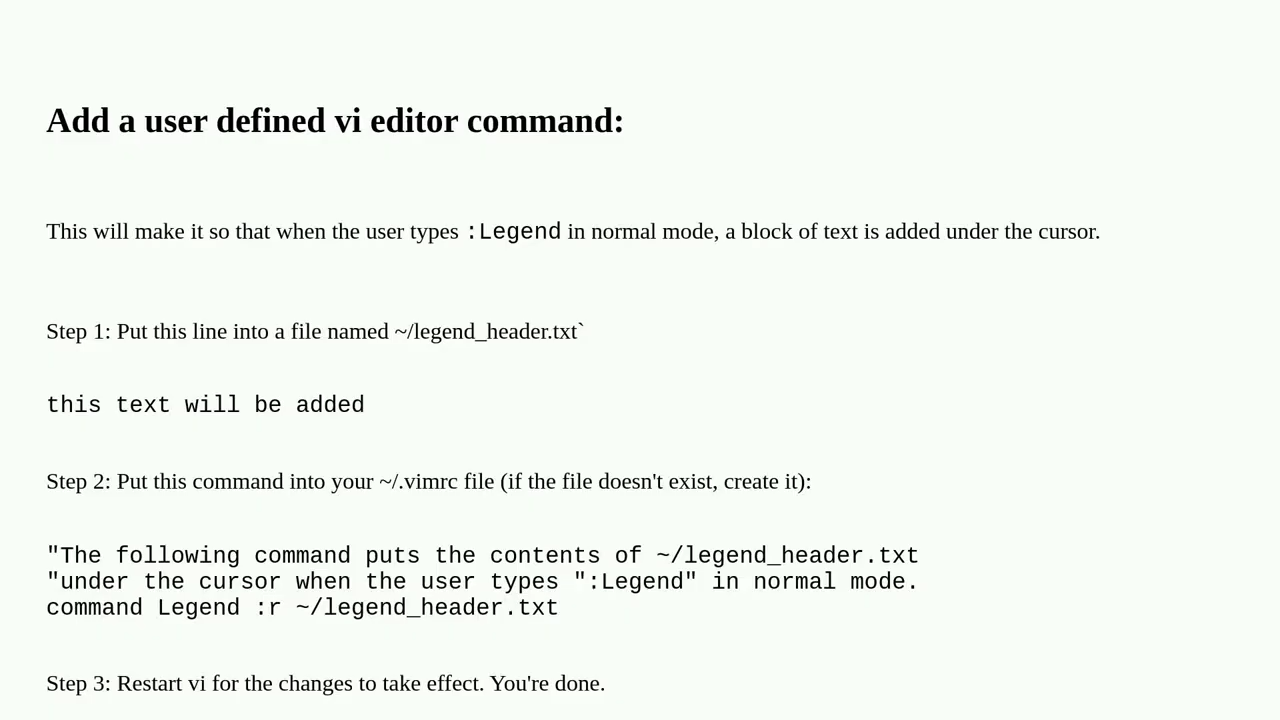 Add a user defined vi editor command:
This will make it so that when the user types :Legend in normal mode, a block of text is added under the cursor.
Step 1: Put this line into a file named ~/legend_header.txt`
this text will be added
Step 2: Put this command into your ~/.vimrc file (if the file doesn't exist, create it):
"The following command puts the contents of ~/legend_header.txt
"under the cursor when the user types ":Legend" in normal mode.
command Legend :r ~/legend_header.txt
Step 3: Restart vi for the changes to take effect. You're done.